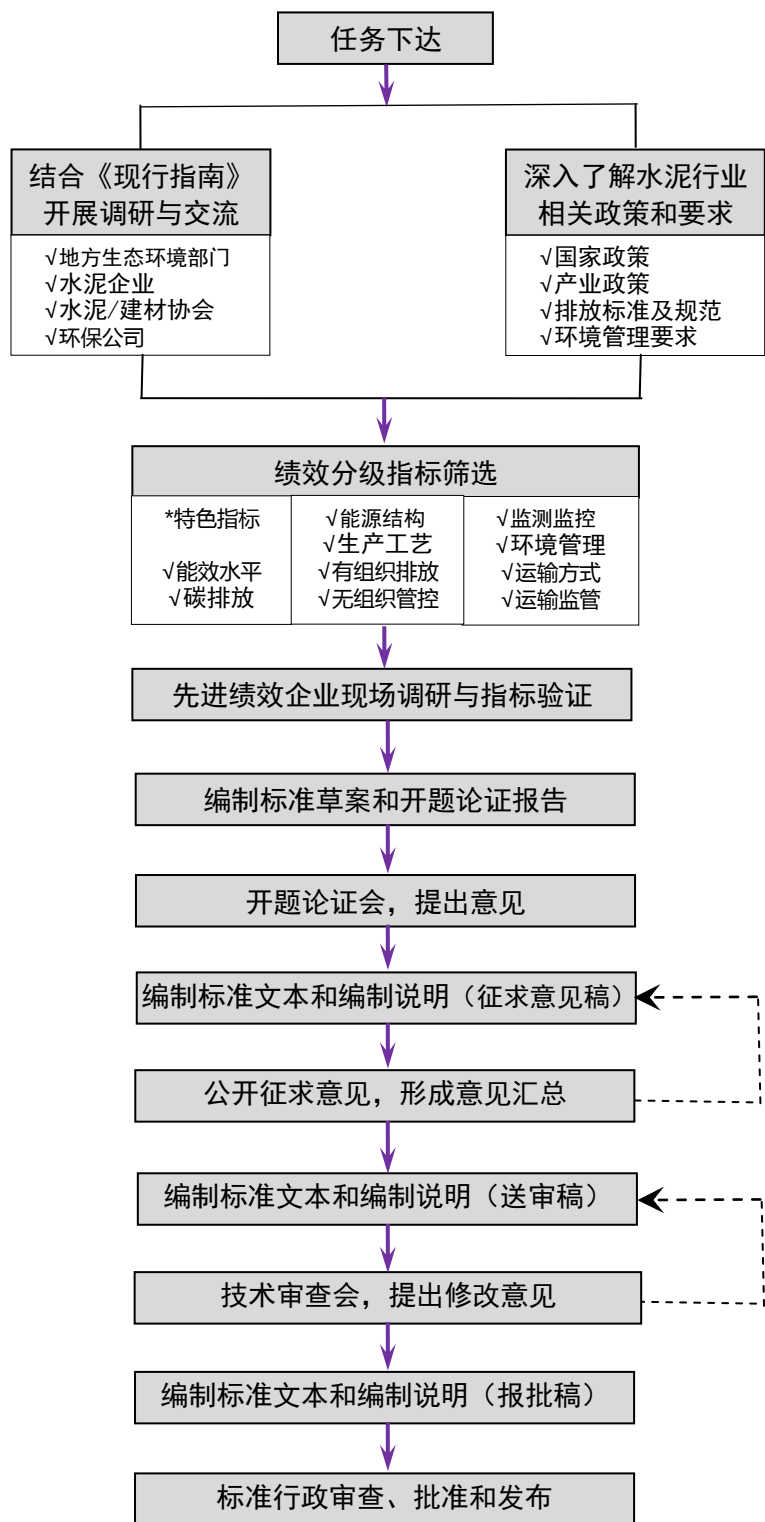 任务下达
结合《现行指南》
开展调研与交流
√地方生态环境部门
√水泥企业
√水泥/建材协会
√环保公司
深入了解水泥行业
相关政策和要求
√国家政策
√产业政策
√排放标准及规范
√环境管理要求
绩效分级指标筛选
*特色指标
√能效水平
√碳排放
√能源结构
√生产工艺
√有组织排放
√无组织管控
√监测监控
√环境管理
√运输方式
√运输监管
先进绩效企业现场调研与指标验证
编制标准草案和开题论证报告
开题论证会，提出意见
编制标准文本和编制说明（征求意见稿）
公开征求意见，形成意见汇总
编制标准文本和编制说明（送审稿）
技术审查会，提出修改意见
编制标准文本和编制说明（报批稿）
标准行政审查、批准和发布